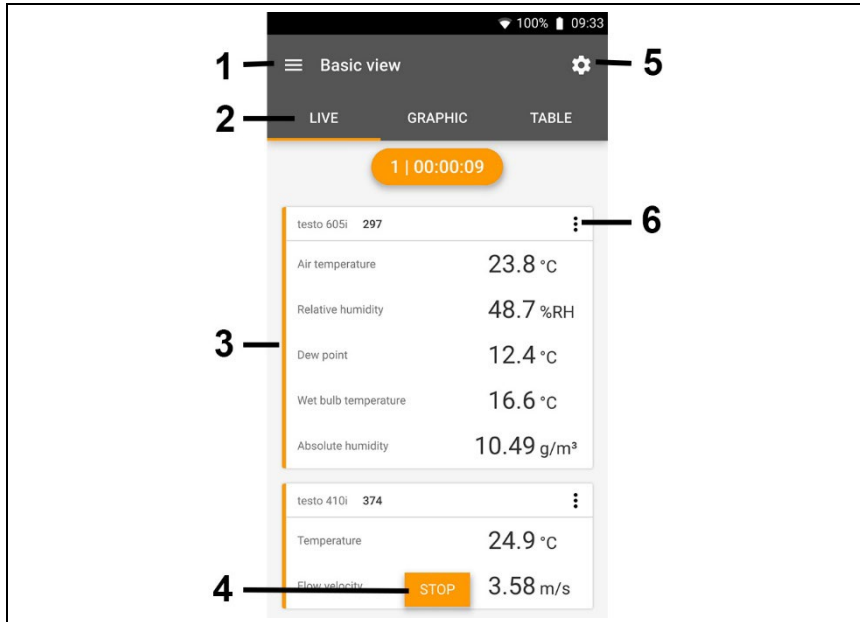 100% 09:33
1 Basic view 5
2 LIVE GRAPHIC TABLE
1 | 00:00:09
testo 605i 297 6
Air temperature 23.8 °C
Relative humidity 48.7 %RH
3
Dew point 12.4 °C
Wet bulb temperature 16.6 °C
Absolute humidity 10.49 g/m³
testo 410i 374
Temperature 24.9 °C
4 Flow velocity STOP 3.58 m/s